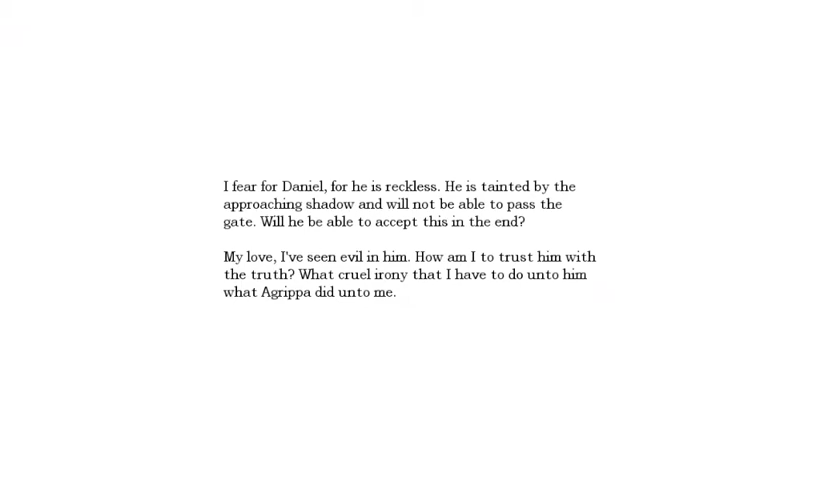 I fear for Daniel, for he is reckless. He is tainted by the
approaching shadow and will not be able to pass the
gate. Will he be able to accept this in the end?
My love, I've seen evil in him. How am I to trust him with
the truth? What cruel irony that I have to do unto him
what Agrippa did unto me.